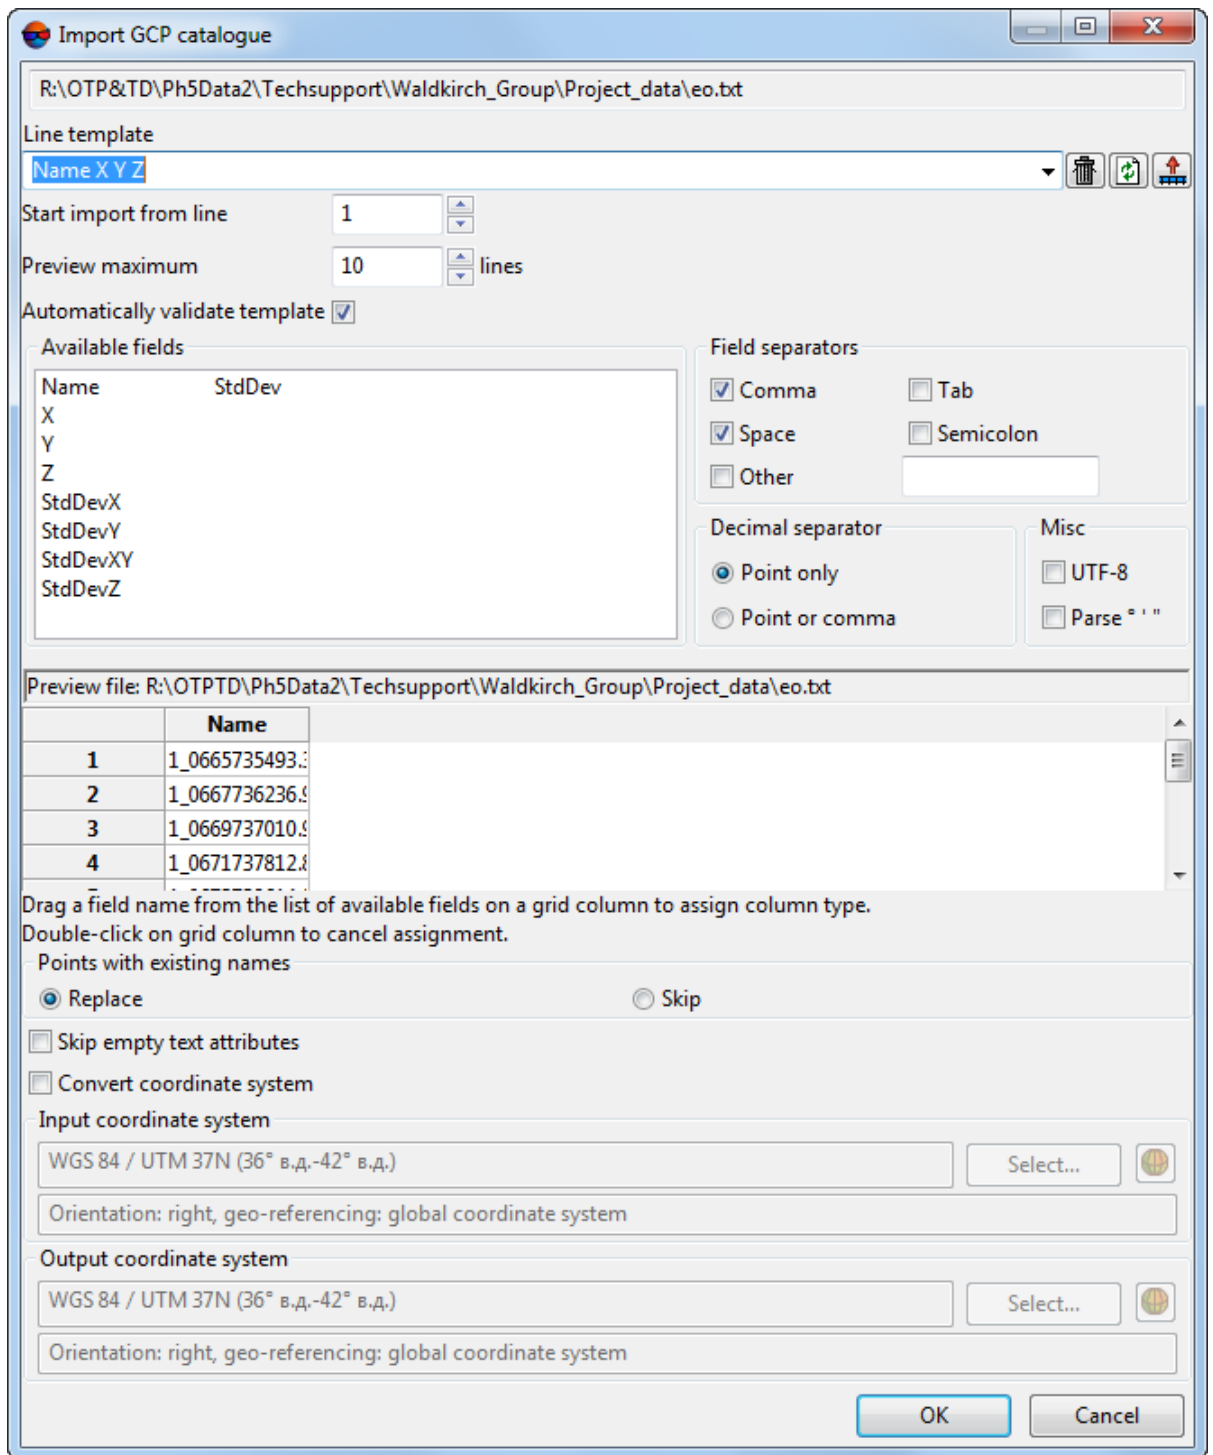 Import GCP catalogue
R:\OTP&TD\Ph5Data2\Techsupport\Waldkirch_Group\Project_data\eo.txt
Line template
Name X Y Z
Start import from line 1
Preview maximum 10 lines
Automatically validate template
Available fields
Name StdDev
X
Y
Z
StdDevX
StdDevY
StdDevXY
StdDevZ
Field separators
Comma Tab
Space Semicolon
Other
Decimal separator
Point only
Point or comma
Misc
UTF-8
Parse ° ' "
Preview file: R:\OTPTD\Ph5Data2\Techsupport\Waldkirch_Group\Project_data\eo.txt
Name
1 1_0665735493.
2 1_0667736236.
3 1_0669737010.
4 1_0671737812.
Drag a field name from the list of available fields on a grid column to assign column type.
Double-click on grid column to cancel assignment.
Points with existing names
Replace Skip
Skip empty text attributes
Convert coordinate system
Input coordinate system
WGS 84 / UTM 37N (36° в.д.-42° в.д.) Select...
Orientation: right, geo-referencing: global coordinate system
Output coordinate system
WGS 84 / UTM 37N (36° в.д.-42° в.д.) Select...
Orientation: right, geo-referencing: global coordinate system
OK Cancel